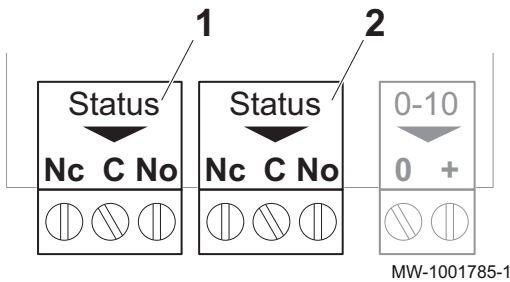 1 2
Status Status 0-10
Nc C No Nc C No 0 +
MW-1001785-1